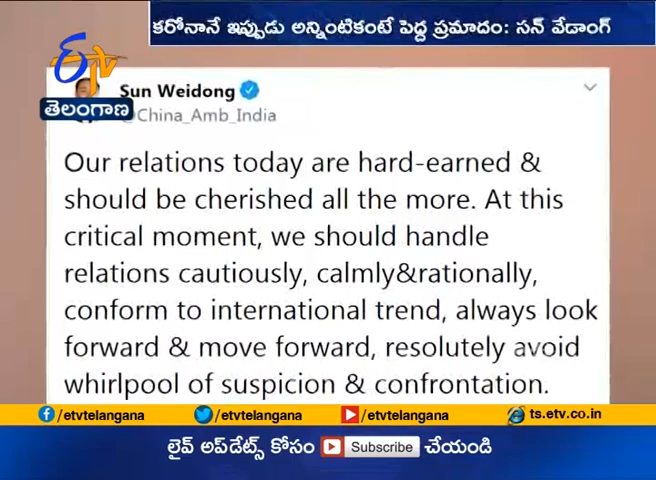 కరోనానే ఇప్పుడు అన్నింటికంటే పెద్ద ప్రమాదం: సన్ వేడాంగ్
ETV
తెలంగాణ
Sun Weidong
@China_Amb_India
Our relations today are hard-earned &
should be cherished all the more. At this
critical moment, we should handle
relations cautiously, calmly&rationally,
conform to international trend, always look
forward & move forward, resolutely avoid
whirlpool of suspicion & confrontation.
/etvtelangana /etvtelangana /etvtelangana ts.etv.co.in
లైవ్ అప్‌డేట్స్ కోసం Subscribe చేయండి